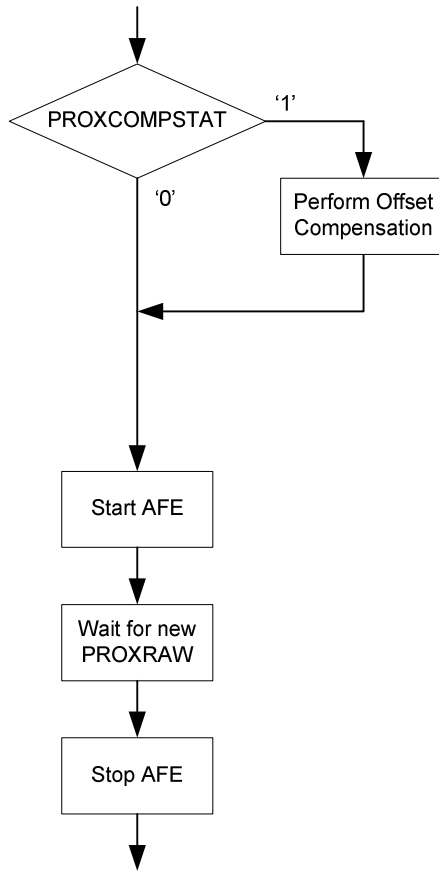 PROXCOMPSTAT
‘1’
‘0’
Perform Offset
Compensation
Start AFE
Wait for new
PROXRAW
Stop AFE